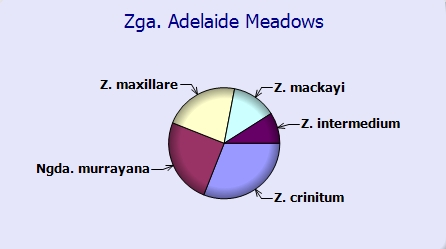 Zga. Adelaide Meadows
Z. maxillare
Z. mackayi
Z. intermedium
Ngda. murrayana
Z. crinitum